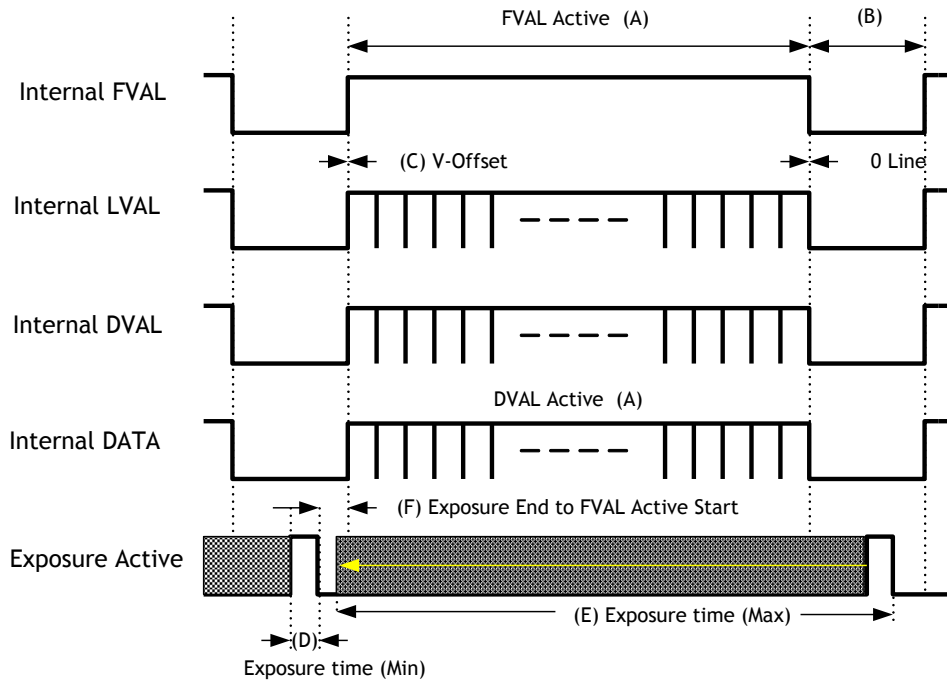 FVAL Active (A)
(B)
Internal FVAL
(C) V-Offset
0 Line
Internal LVAL
Internal DVAL
DVAL Active (A)
Internal DATA
(F) Exposure End to FVAL Active Start
Exposure Active
(E) Exposure time (Max)
(D)
Exposure time (Min)